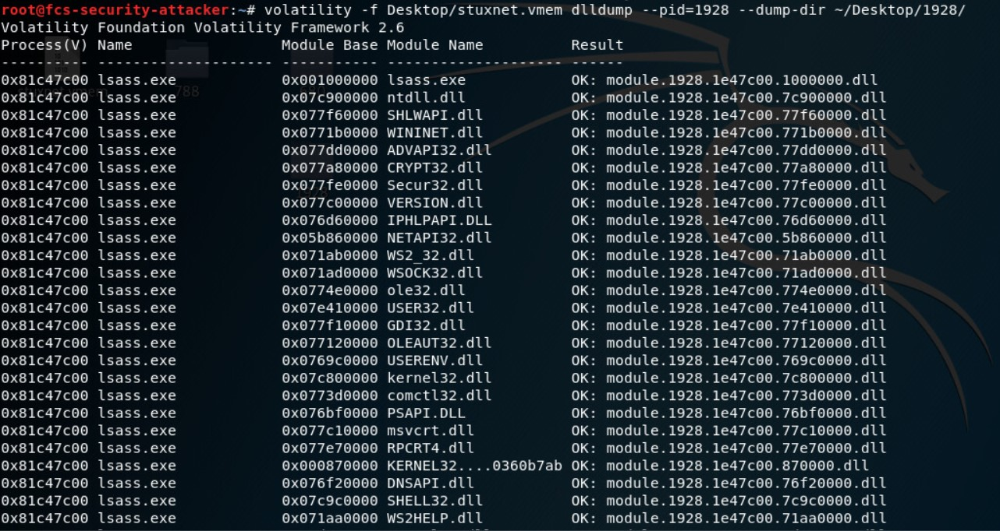 root@fcs-security-attacker:~# volatility -f Desktop/stuxnet.vmem dlldump --pid=1928 --dump-dir ~/Desktop/1928/
Volatility Foundation Volatility Framework 2.6
Process(V) Name                 Module Base Module Name          Result
---------- -------------------- ----------- -------------------- ------
0x81c47c00 lsass.exe            0x001000000 lsass.exe            OK: module.1928.1e47c00.1000000.dll
0x81c47c00 lsass.exe            0x07c900000 ntdll.dll            OK: module.1928.1e47c00.7c900000.dll
0x81c47c00 lsass.exe            0x077f60000 SHLWAPI.dll          OK: module.1928.1e47c00.77f60000.dll
0x81c47c00 lsass.exe            0x0771b0000 WININET.dll          OK: module.1928.1e47c00.771b0000.dll
0x81c47c00 lsass.exe            0x077dd0000 ADVAPI32.dll         OK: module.1928.1e47c00.77dd0000.dll
0x81c47c00 lsass.exe            0x077a80000 CRYPT32.dll          OK: module.1928.1e47c00.77a80000.dll
0x81c47c00 lsass.exe            0x077fe0000 Secur32.dll          OK: module.1928.1e47c00.77fe0000.dll
0x81c47c00 lsass.exe            0x077c00000 VERSION.dll          OK: module.1928.1e47c00.77c00000.dll
0x81c47c00 lsass.exe            0x076d60000 IPHLPAPI.DLL         OK: module.1928.1e47c00.76d60000.dll
0x81c47c00 lsass.exe            0x05b860000 NETAPI32.dll         OK: module.1928.1e47c00.5b860000.dll
0x81c47c00 lsass.exe            0x071ab0000 WS2_32.dll           OK: module.1928.1e47c00.71ab0000.dll
0x81c47c00 lsass.exe            0x071ad0000 WSOCK32.dll          OK: module.1928.1e47c00.71ad0000.dll
0x81c47c00 lsass.exe            0x0774e0000 ole32.dll            OK: module.1928.1e47c00.774e0000.dll
0x81c47c00 lsass.exe            0x07e410000 USER32.dll           OK: module.1928.1e47c00.7e410000.dll
0x81c47c00 lsass.exe            0x077f10000 GDI32.dll            OK: module.1928.1e47c00.77f10000.dll
0x81c47c00 lsass.exe            0x077120000 OLEAUT32.dll         OK: module.1928.1e47c00.77120000.dll
0x81c47c00 lsass.exe            0x0769c0000 USERENV.dll          OK: module.1928.1e47c00.769c0000.dll
0x81c47c00 lsass.exe            0x07c800000 kernel32.dll         OK: module.1928.1e47c00.7c800000.dll
0x81c47c00 lsass.exe            0x0773d0000 comctl32.dll         OK: module.1928.1e47c00.773d0000.dll
0x81c47c00 lsass.exe            0x076bf0000 PSAPI.DLL            OK: module.1928.1e47c00.76bf0000.dll
0x81c47c00 lsass.exe            0x077c10000 msvcrt.dll           OK: module.1928.1e47c00.77c10000.dll
0x81c47c00 lsass.exe            0x077e70000 RPCRT4.dll           OK: module.1928.1e47c00.77e70000.dll
0x81c47c00 lsass.exe            0x000870000 KERNEL32....0360b7ab OK: module.1928.1e47c00.870000.dll
0x81c47c00 lsass.exe            0x076f20000 DNSAPI.dll           OK: module.1928.1e47c00.76f20000.dll
0x81c47c00 lsass.exe            0x07c9c0000 SHELL32.dll          OK: module.1928.1e47c00.7c9c0000.dll
0x81c47c00 lsass.exe            0x071aa0000 WS2HELP.dll          OK: module.1928.1e47c00.71aa0000.dll
stuxnet.vmem
788